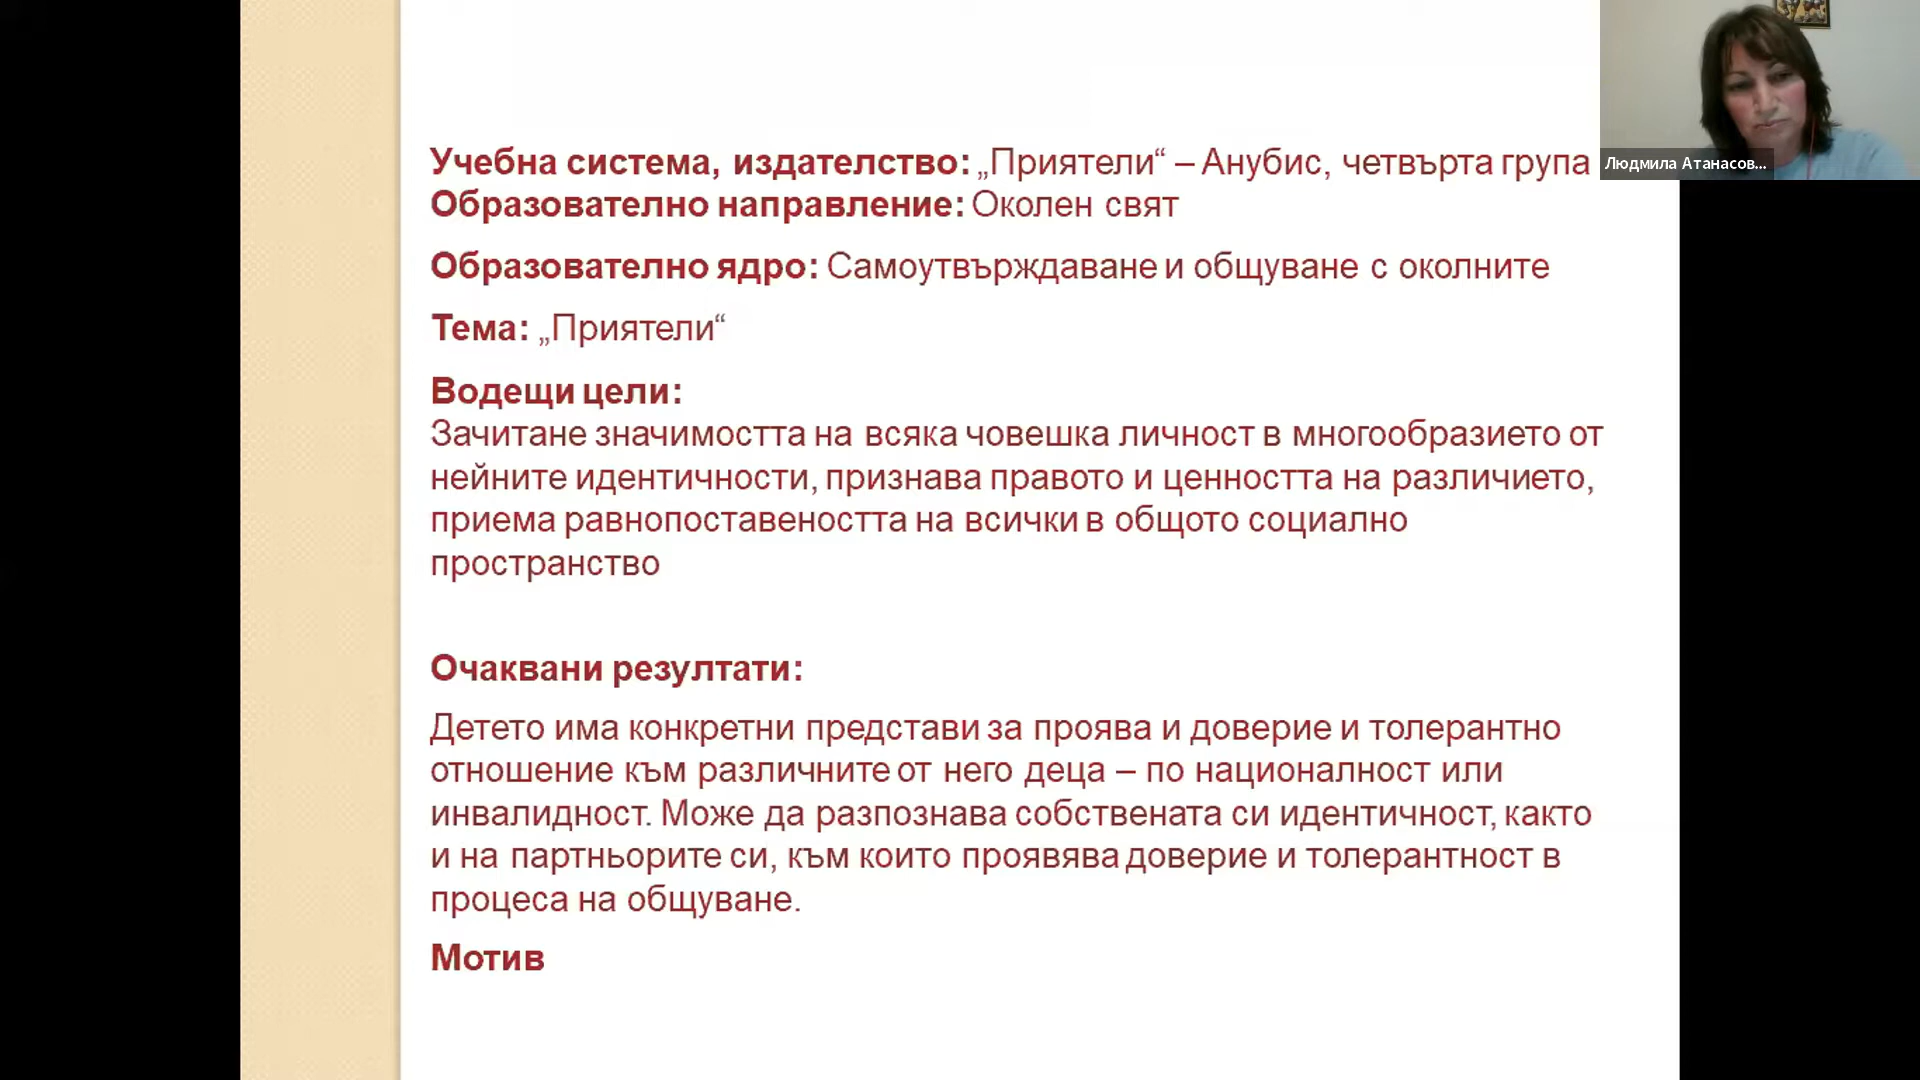 Учебна система, издателство: „Приятели“ – Анубис, четвърта група
Образователно направление: Околен свят
Образователно ядро: Самоутвърждаване и общуване с околните
Тема: „Приятели“
Водещи цели:
Зачитане значимостта на всяка човешка личност в многообразието от
нейните идентичности, признава правото и ценността на различието,
приема равнопоставеността на всички в общото социално
пространство
Очаквани резултати:
Детето има конкретни представи за проява и доверие и толерантно
отношение към различните от него деца – по националност или
инвалидност. Може да разпознава собствената си идентичност, както
и на партньорите си, към които проявява доверие и толерантност в
процеса на общуване.
Мотив
Людмила Атанасов...